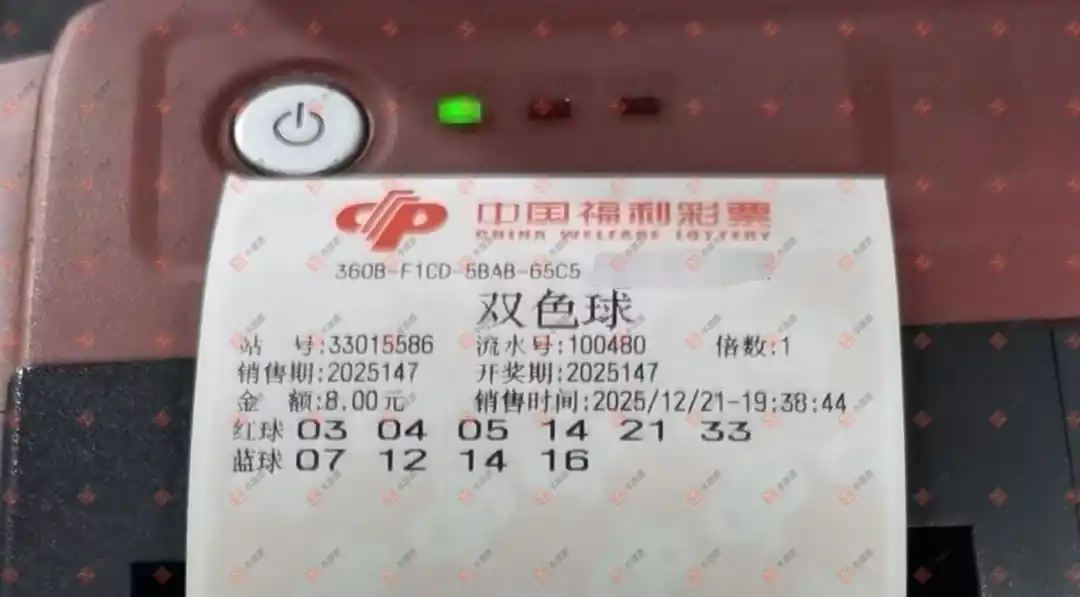 中国福利彩票
CHINA WELFARE LOTTERY
360B-F1CD-5BAB-65C5
双色球
站 号:33015586 流水号:100480 倍数:1
销售期:2025147 开奖期:2025147
金 额:8.00元 销售时间:2025/12/21-19:38:44
红球 03 04 05 14 21 33
蓝球 07 12 14 16